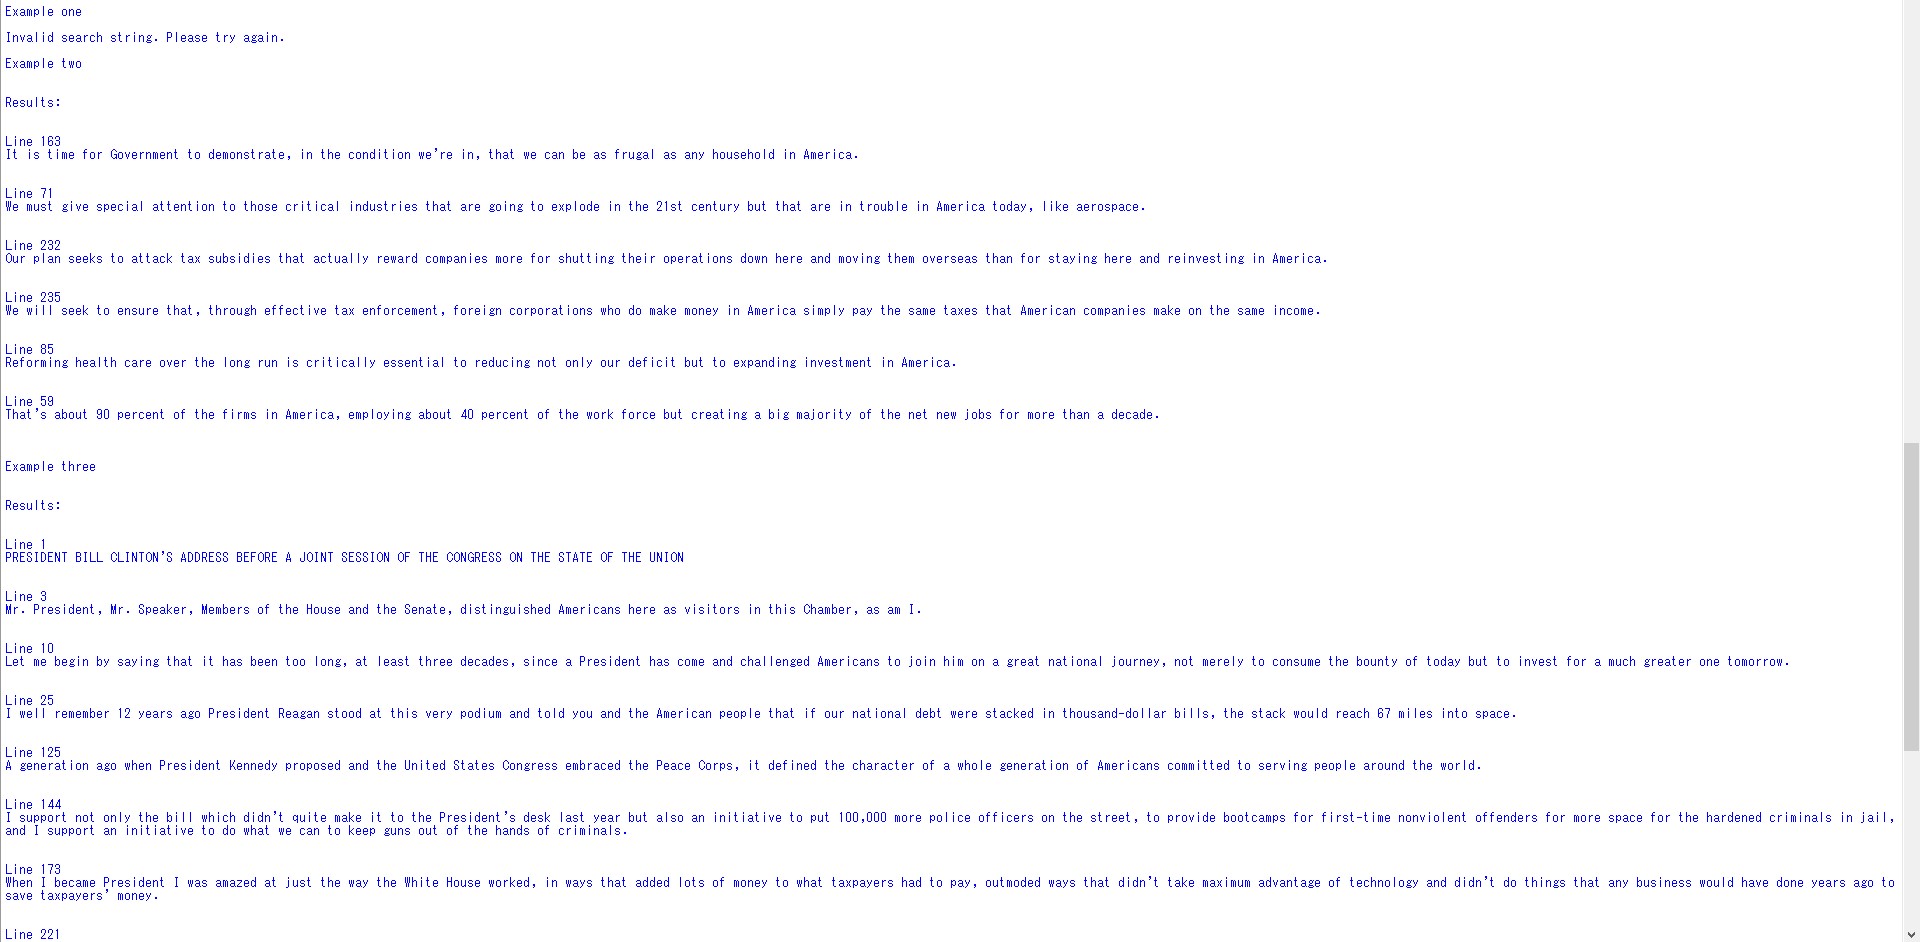 Example one
Invalid search string. Please try again.
Example two
Results:
Line 163
It is time for Government to demonstrate, in the condition we're in, that we can be as frugal as any household in America.
Line 71
We must give special attention to those critical industries that are going to explode in the 21st century but that are in trouble in America today, like aerospace.
Line 232
Our plan seeks to attack tax subsidies that actually reward companies more for shutting their operations down here and moving them overseas than for staying here and reinvesting in America.
Line 235
We will seek to ensure that, through effective tax enforcement, foreign corporations who do make money in America simply pay the same taxes that American companies make on the same income.
Line 85
Reforming health care over the long run is critically essential to reducing not only our deficit but to expanding investment in America.
Line 59
That's about 90 percent of the firms in America, employing about 40 percent of the work force but creating a big majority of the net new jobs for more than a decade.
Example three
Results:
Line 1
PRESIDENT BILL CLINTON'S ADDRESS BEFORE A JOINT SESSION OF THE CONGRESS ON THE STATE OF THE UNION
Line 3
Mr. President, Mr. Speaker, Members of the House and the Senate, distinguished Americans here as visitors in this Chamber, as am I.
Line 10
Let me begin by saying that it has been too long, at least three decades, since a President has come and challenged Americans to join him on a great national journey, not merely to consume the bounty of today but to invest for a much greater one tomorrow.
Line 25
I well remember 12 years ago President Reagan stood at this very podium and told you and the American people that if our national debt were stacked in thousand-dollar bills, the stack would reach 67 miles into space.
Line 125
A generation ago when President Kennedy proposed and the United States Congress embraced the Peace Corps, it defined the character of a whole generation of Americans committed to serving people around the world.
Line 144
I support not only the bill which didn't quite make it to the President's desk last year but also an initiative to put 100,000 more police officers on the street, to provide bootcamps for first-time nonviolent offenders for more space for the hardened criminals in jail,
and I support an initiative to do what we can to keep guns out of the hands of criminals.
Line 173
When I became President I was amazed at just the way the White House worked, in ways that added lots of money to what taxpayers had to pay, outmoded ways that didn't take maximum advantage of technology and didn't do things that any business would have done years ago to
save taxpayers' money.
Line 221